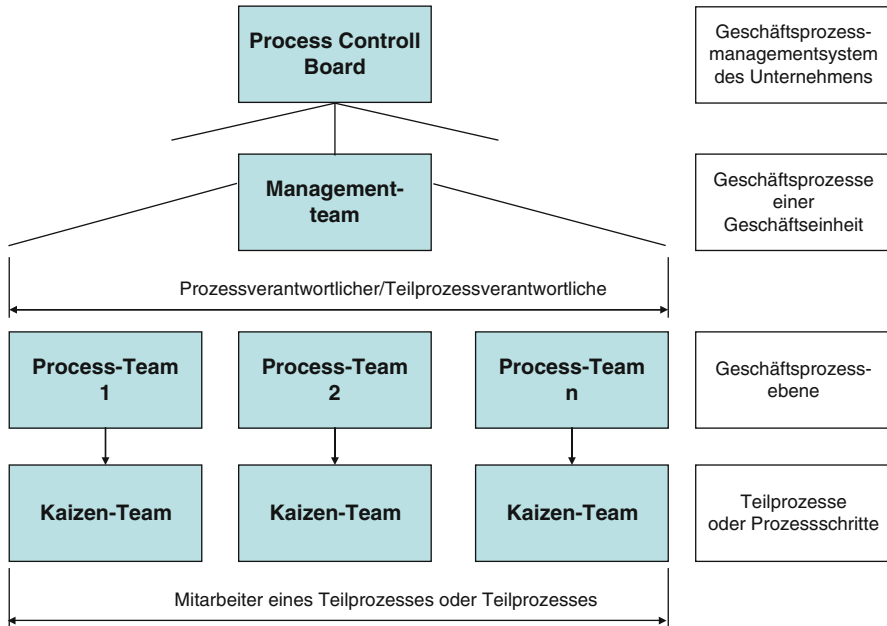 Process Controll
Board
Geschäftsprozess-
managementsystem
des Unternehmens
Management-
team
Geschäftsprozesse
einer
Geschäftseinheit
Prozessverantwortlicher/Teilprozessverantwortliche
Process-Team
1
Process-Team
2
Process-Team
n
Geschäftsprozess-
ebene
Kaizen-Team
Kaizen-Team
Kaizen-Team
Teilprozesse
oder Prozessschritte
Mitarbeiter eines Teilprozesses oder Teilprozesses